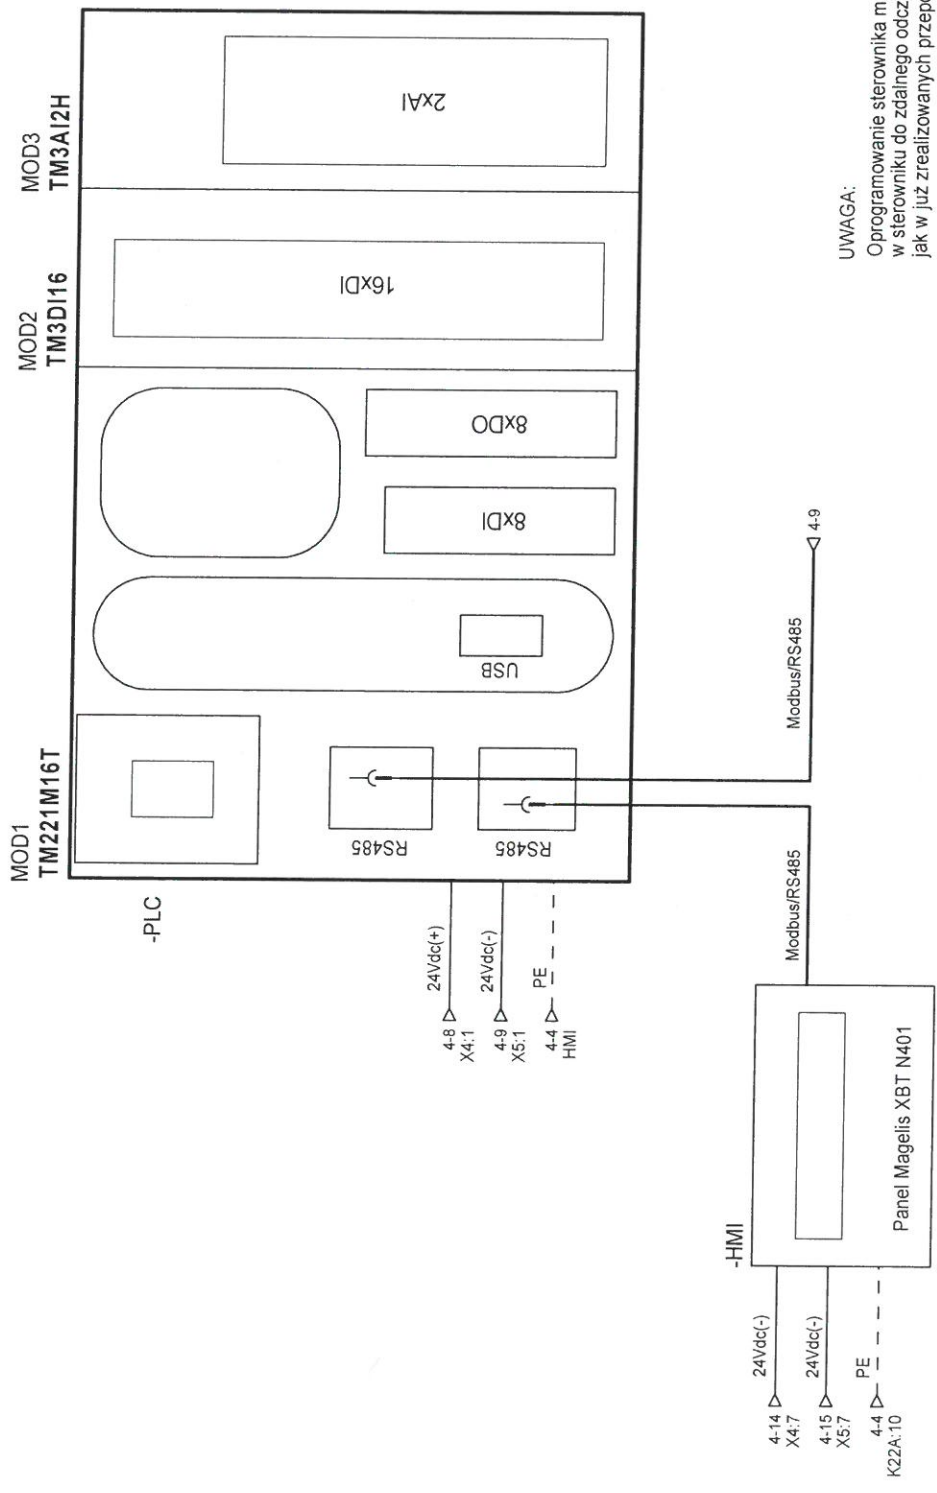 MOD1
TM221M16T
MOD2
TM3DI16
MOD3
TM3AI2H
-PLC
RS485
RS485
USB
8xDI
8xDO
16xDI
2xAI
24Vdc(+)
4-8
X4:1
24Vdc(-)
4-9
X5:1
PE
4-4
HMI
Modbus/RS485
Modbus/RS485
4-9
-HMI
Panel Magelis XBT N401
24Vdc(-)
4-14
X4:7
24Vdc(-)
4-15
X5:7
PE
4-4
K22A:10
UWAGA:
Oprogramowanie sterownika
w sterowniku do zdalnego
jak w już zrealizowanych